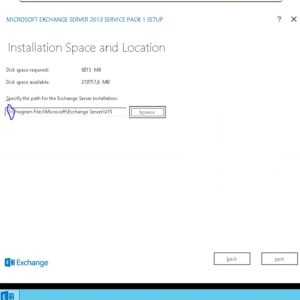 MICROSOFT EXCHANGE SERVER 2013 SERVICE PACK 1 SETUP
? ×
Installation Space and Location
Disk space required: 8013 MB
Disk space available: 219757,6 MB
Specify the path for the Exchange Server installation:
\Program Files\Microsoft\Exchange Server\V15
browse
Exchange
back
next